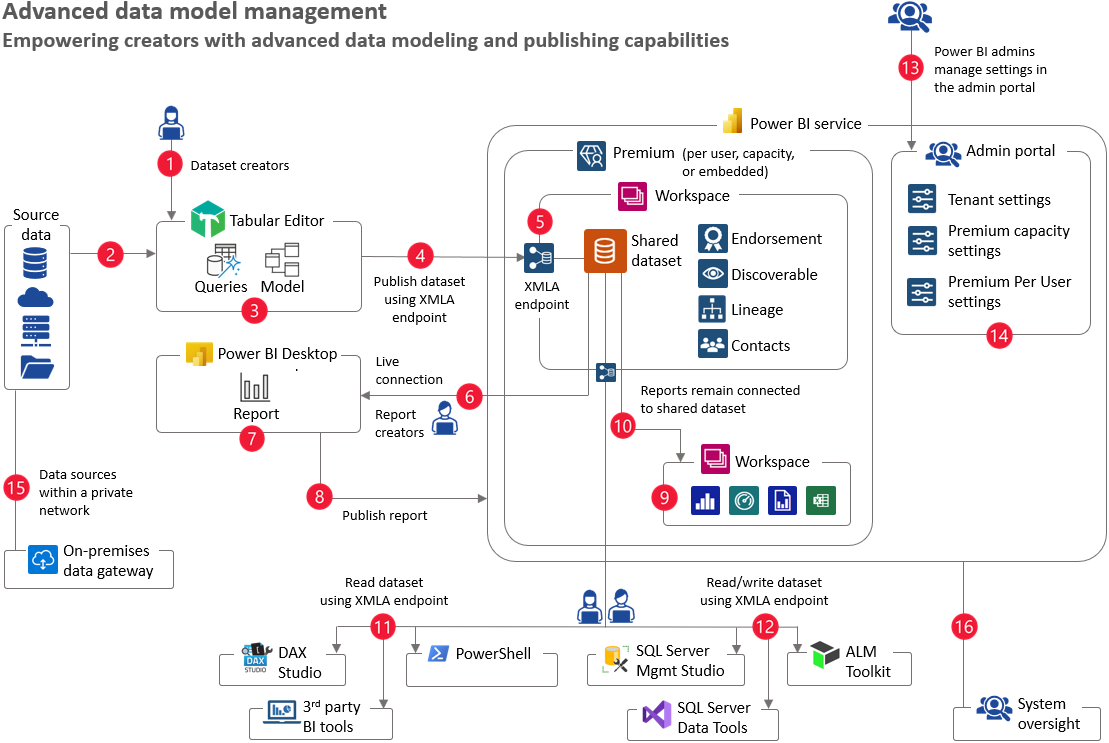 Advanced data model management
Empowering creators with advanced data modeling and publishing capabilities
13
Power BI admins
manage settings in
the admin portal
Power BI service
1
Dataset creators
Premium (per user, capacity,
or embedded)
Admin portal
Tenant settings
Premium capacity
settings
Premium Per User
settings
14
Workspace
Source
data
2
Tabular Editor
Queries
Model
3
4
Publish dataset
using XMLA
endpoint
5
XMLA
endpoint
Shared
dataset
Endorsement
Discoverable
Lineage
Contacts
Power BI Desktop
Report
7
Live
connection
6
Report
creators
Reports remain connected
to shared dataset
10
Workspace
9
8
Publish report
15
Data sources
within a private
network
On-premises
data gateway
Read dataset
using XMLA endpoint
11
Read/write dataset
using XMLA endpoint
12
16
DAX
STUDIO
DAX
Studio
PowerShell
SQL Server
Mgmt Studio
ALM
Toolkit
3rd party
BI tools
SQL Server
Data Tools
System
oversight